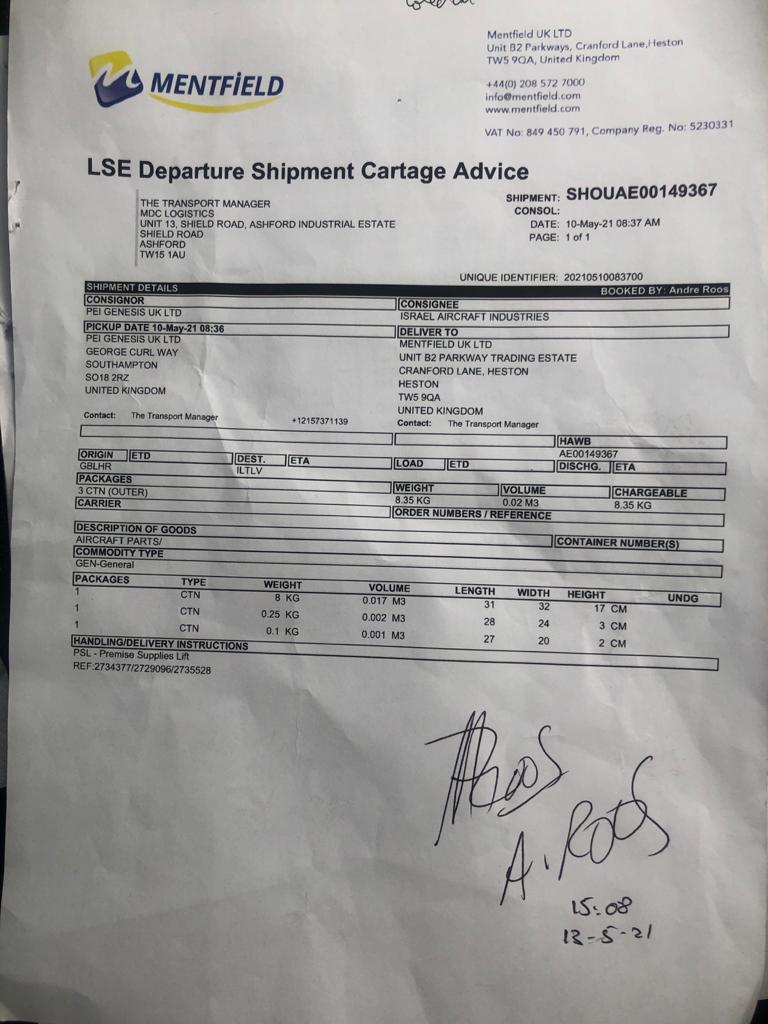 Mentfield UK LTD
Unit B2 Parkways, Cranford Lane,Heston
TW5 9QA, United Kingdom
+44(0) 208 572 7000
info@mentfield.com
www.mentfield.com
VAT No: 849 450 791, Company Reg. No: 5230331
MENTFiELD
LSE Departure Shipment Cartage Advice
THE TRANSPORT MANAGER
MDC LOGISTICS
UNIT 13, SHIELD ROAD, ASHFORD INDUSTRIAL ESTATE
SHIELD ROAD
ASHFORD
TW15 1AU
SHIPMENT: SHOUAE00149367
CONSOL:
DATE: 10-May-21 08:37 AM
PAGE: 1 of 1
UNIQUE IDENTIFIER: 20210510083700
SHIPMENT DETAILS BOOKED BY: Andre Roos
CONSIGNOR
PEI GENESIS UK LTD
PICKUP DATE 10-May-21 08:36
PEI GENESIS UK LTD
GEORGE CURL WAY
SOUTHAMPTON
SO18 2RZ
UNITED KINGDOM
Contact: The Transport Manager +12157371139
CONSIGNEE
ISRAEL AIRCRAFT INDUSTRIES
DELIVER TO
MENTFIELD UK LTD
UNIT B2 PARKWAY TRADING ESTATE
CRANFORD LANE, HESTON
HESTON
TW5 9QA
UNITED KINGDOM
Contact: The Transport Manager
HAWB
AE00149367
ORIGIN ETD DEST. ETA LOAD ETD DISCHG. ETA
GBLHR ILTLV
PACKAGES WEIGHT VOLUME CHARGEABLE
3 CTN (OUTER) 8.35 KG 0.02 M3 8.35 KG
CARRIER ORDER NUMBERS / REFERENCE
DESCRIPTION OF GOODS CONTAINER NUMBER(S)
AIRCRAFT PARTS/
COMMODITY TYPE
GEN-General
PACKAGES TYPE WEIGHT VOLUME LENGTH WIDTH HEIGHT UNDG
1 CTN 8 KG 0.017 M3 31 32 17 CM
1 CTN 0.25 KG 0.002 M3 28 24 3 CM
1 CTN 0.1 KG 0.001 M3 27 20 2 CM
HANDLING/DELIVERY INSTRUCTIONS
PSL - Premise Supplies Lift
REF:2734377/2729096/2735528
A. Roos
15:08
13-5-21